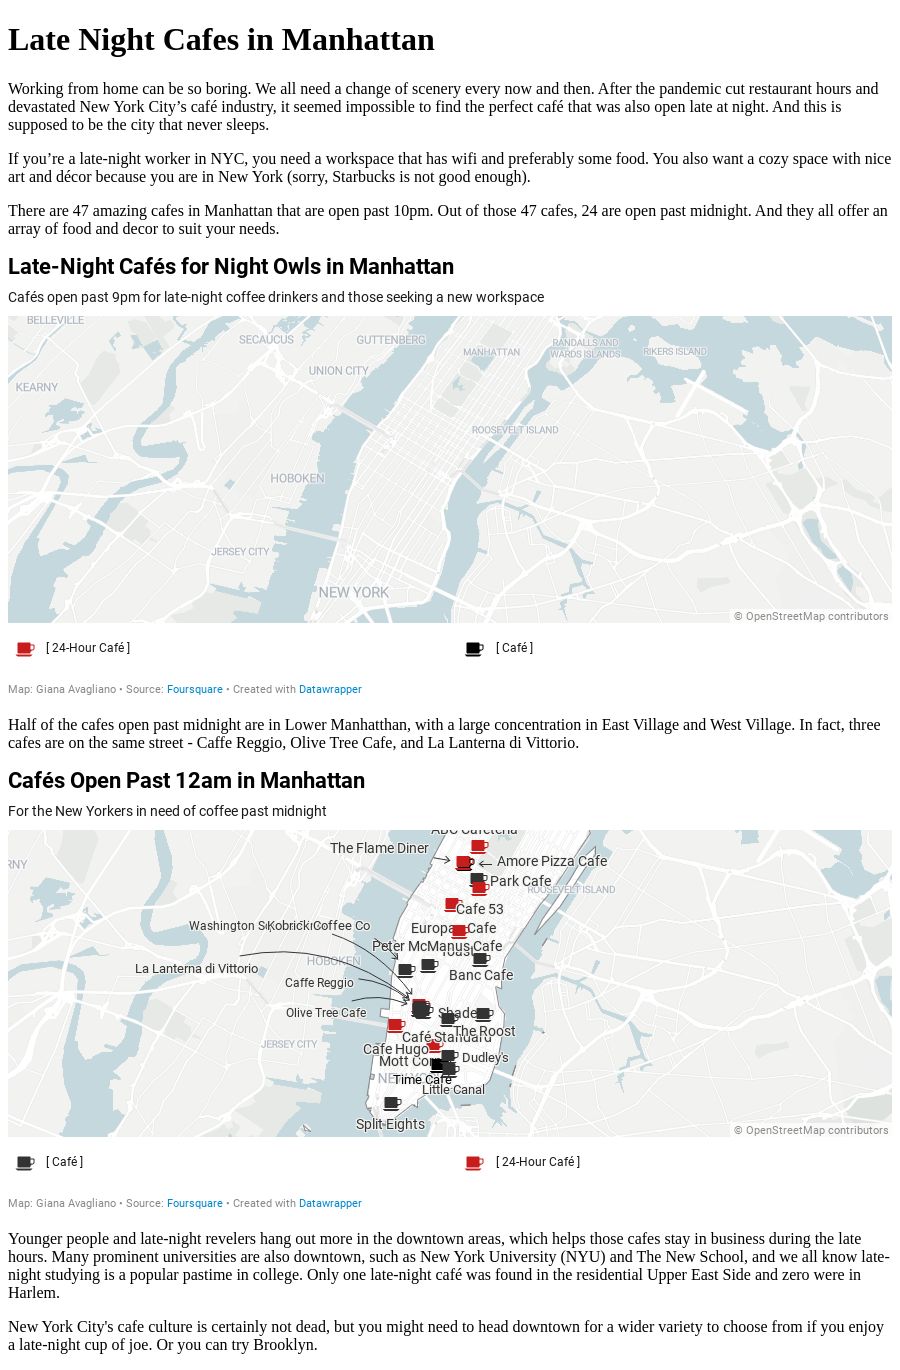 Late Night Cafes in Manhattan
Working from home can be so boring. We all need a change of scenery every now and then. After the pandemic cut restaurant hours and
devastated New York City’s café industry, it seemed impossible to find the perfect café that was also open late at night. And this is
supposed to be the city that never sleeps.
If you’re a late-night worker in NYC, you need a workspace that has wifi and preferably some food. You also want a cozy space with nice
art and décor because you are in New York (sorry, Starbucks is not good enough).
There are 47 amazing cafes in Manhattan that are open past 10pm. Out of those 47 cafes, 24 are open past midnight. And they all offer an
array of food and decor to suit your needs.
Late-Night Cafés for Night Owls in Manhattan
Cafés open past 9pm for late-night coffee drinkers and those seeking a new workspace
BELLEVILLE
SECAUCUS
GUTTENBERG
RANDALLS AND
WARDS ISLANDS
MANHATTAN
RIKERS ISLAND
UNION CITY
KEARNY
ROOSEVELT ISLAND
HOBOKEN
JERSEY CITY
NEW YORK
© OpenStreetMap contributors
[ 24-Hour Café ]
[ Café ]
Map: Giana Avagliano • Source: Foursquare • Created with Datawrapper
Half of the cafes open past midnight are in Lower Manhatthan, with a large concentration in East Village and West Village. In fact, three
cafes are on the same street - Caffe Reggio, Olive Tree Cafe, and La Lanterna di Vittorio.
Cafés Open Past 12am in Manhattan
For the New Yorkers in need of coffee past midnight
ABC Cafeteria
The Flame Diner
Amore Pizza Cafe
Park Cafe
ROOSEVELT ISLAND
Cafe 53
Washington
Kobrick Coffee Co
Europan Cafe
Peter McManus Cafe
Toast
HOBOKEN
La Lanterna di Vittorio
Banc Cafe
Caffe Reggio
Olive Tree Cafe
Shade
The Roost
Café Standard
JERSEY CITY
Cafe Hugo
Dudley's
Mott
Time Cafe
Little Canal
Split Eights
© OpenStreetMap contributors
[ Café ]
[ 24-Hour Café ]
Map: Giana Avagliano • Source: Foursquare • Created with Datawrapper
Younger people and late-night revelers hang out more in the downtown areas, which helps those cafes stay in business during the late
hours. Many prominent universities are also downtown, such as New York University (NYU) and The New School, and we all know late-
night studying is a popular pastime in college. Only one late-night café was found in the residential Upper East Side and zero were in
Harlem.
New York City's cafe culture is certainly not dead, but you might need to head downtown for a wider variety to choose from if you enjoy
a late-night cup of joe. Or you can try Brooklyn.